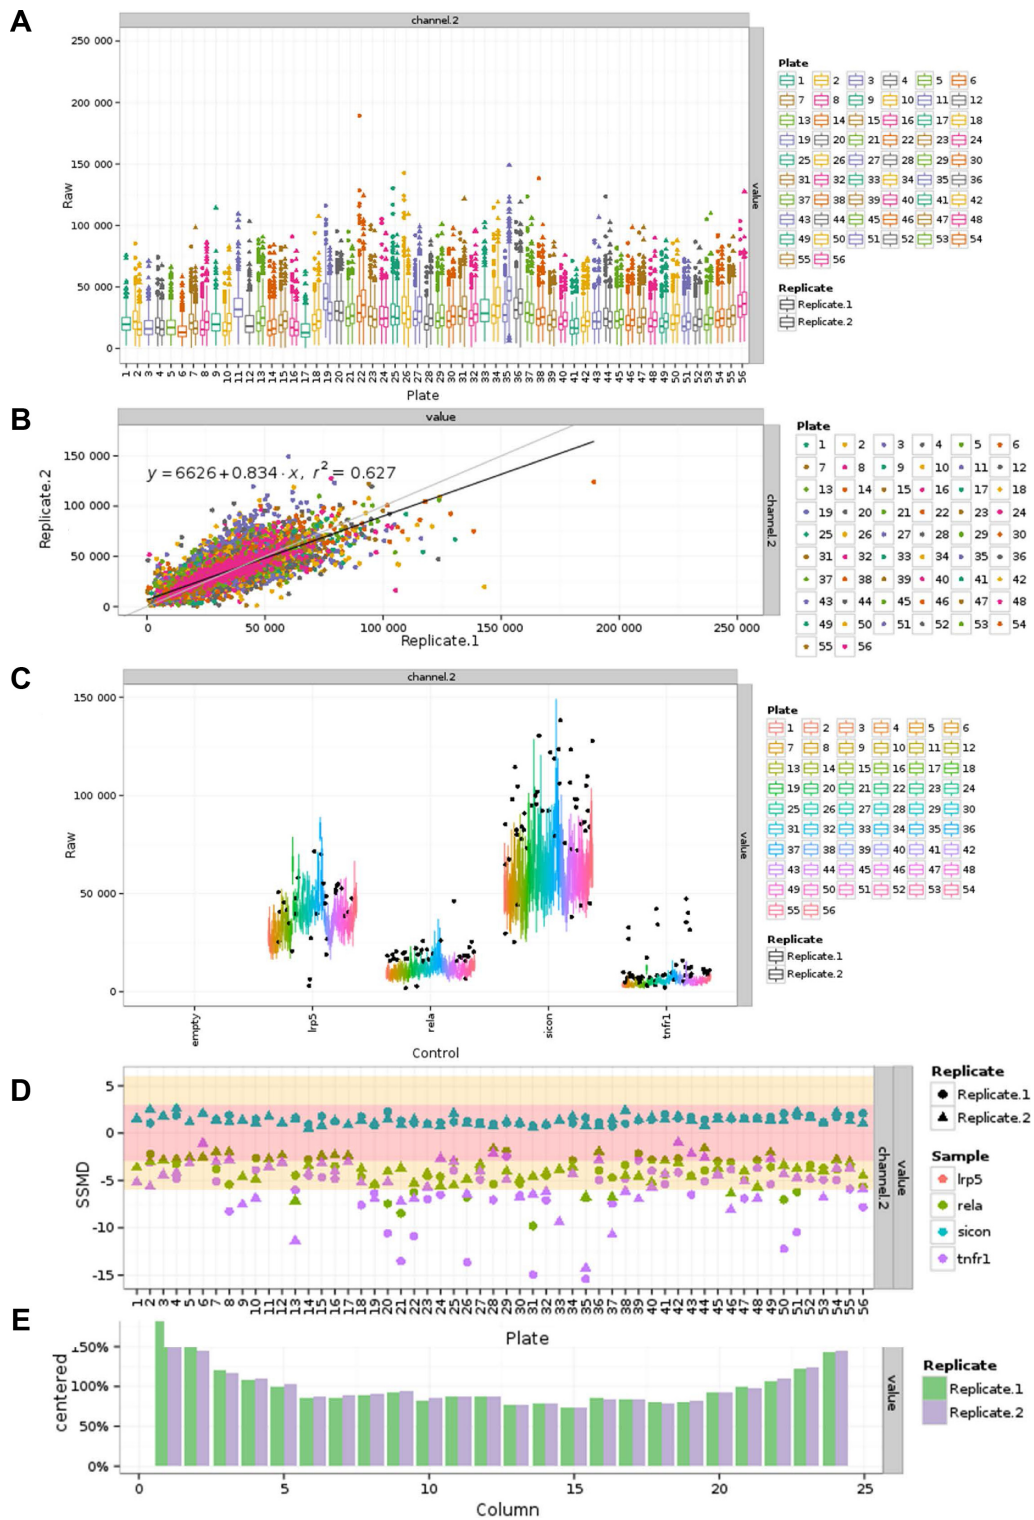 A
channel.2
250 000
200 000
150 000
100 000
50 000
0
Raw
value
1 2 3 4 5 6 7 8 9 10 11 12 13 14 15 16 17 18 19 20 21 22 23 24 25 26 27 28 29 30 31 32 33 34 35 36 37 38 39 40 41 42 43 44 45 46 47 48 49 50 51 52 53 54 55 56
Plate
Plate
1 2 3 4 5 6
7 8 9 10 11 12
13 14 15 16 17 18
19 20 21 22 23 24
25 26 27 28 29 30
31 32 33 34 35 36
37 38 39 40 41 42
43 44 45 46 47 48
49 50 51 52 53 54
55 56
Replicate
Replicate.1
Replicate.2
B
value
150 000
100 000
50 000
0
Replicate.2
y = 6626 + 0.834 · x, r² = 0.627
channel.2
0 50 000 100 000 150 000 200 000 250 000
Replicate.1
Plate
1 2 3 4 5 6
7 8 9 10 11 12
13 14 15 16 17 18
19 20 21 22 23 24
25 26 27 28 29 30
31 32 33 34 35 36
37 38 39 40 41 42
43 44 45 46 47 48
49 50 51 52 53 54
55 56
C
channel.2
150 000
100 000
50 000
0
Raw
value
empty lrp5 rela sicon tnfr1
Control
Plate
1 2 3 4 5 6
7 8 9 10 11 12
13 14 15 16 17 18
19 20 21 22 23 24
25 26 27 28 29 30
31 32 33 34 35 36
37 38 39 40 41 42
43 44 45 46 47 48
49 50 51 52 53 54
55 56
Replicate
Replicate.1
Replicate.2
D
5
0
-5
-10
-15
SSMD
channel.2
value
1 2 3 4 5 6 7 8 9 10 11 12 13 14 15 16 17 18 19 20 21 22 23 24 25 26 27 28 29 30 31 32 33 34 35 36 37 38 39 40 41 42 43 44 45 46 47 48 49 50 51 52 53 54 55 56
Plate
Replicate
Replicate.1
Replicate.2
Sample
lrp5
rela
sicon
tnfr1
E
150%
100%
50%
0%
centered
value
0 5 10 15 20 25
Column
Replicate
Replicate.1
Replicate.2